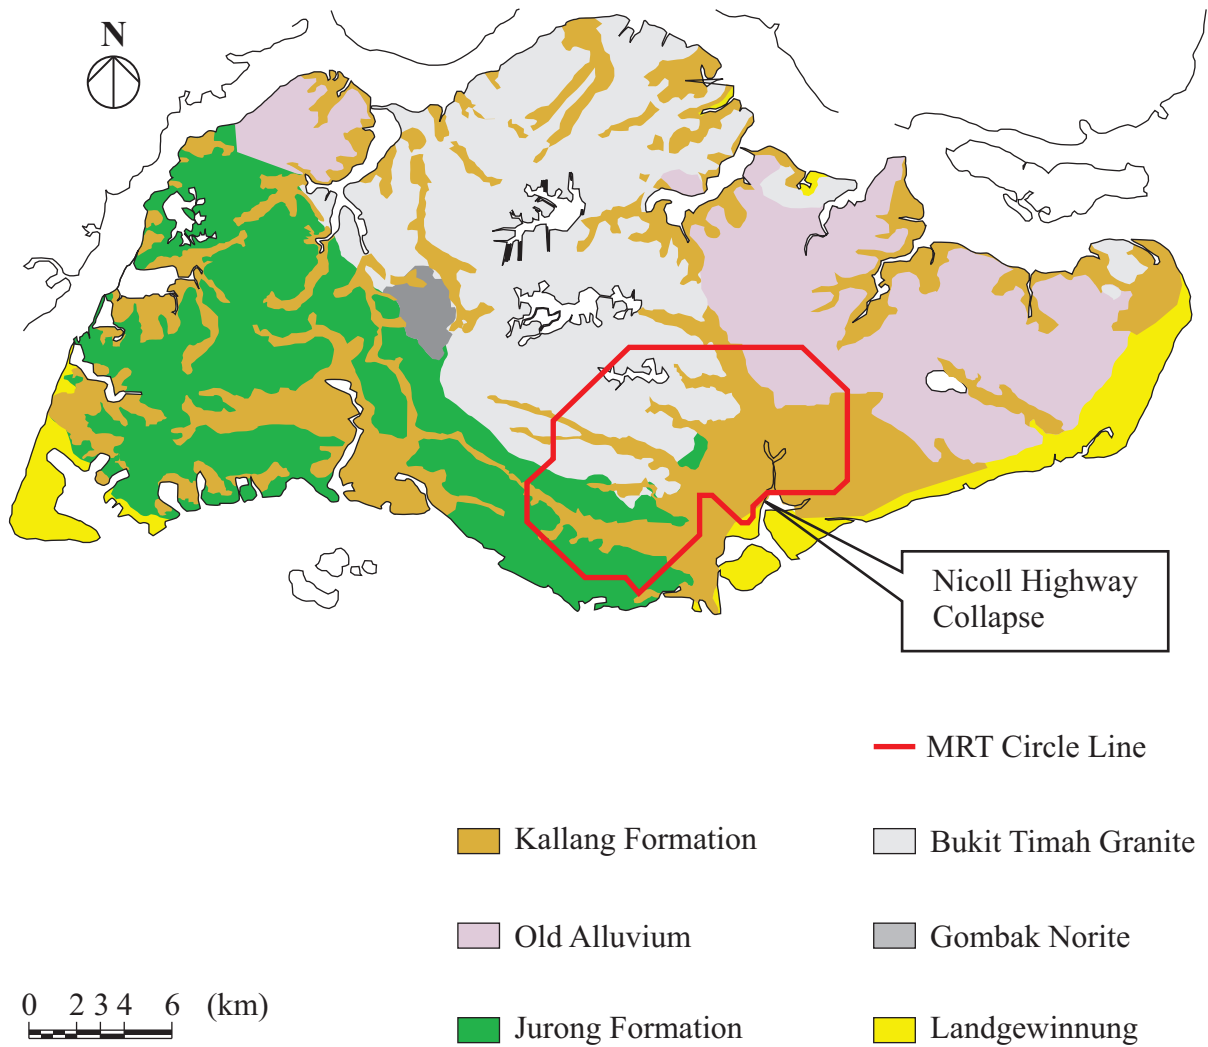 N
Nicoll Highway
Collapse
MRT Circle Line
Kallang Formation
Bukit Timah Granite
Old Alluvium
Gombak Norite
0 2 3 4 6 (km)
Jurong Formation
Landgewinnung